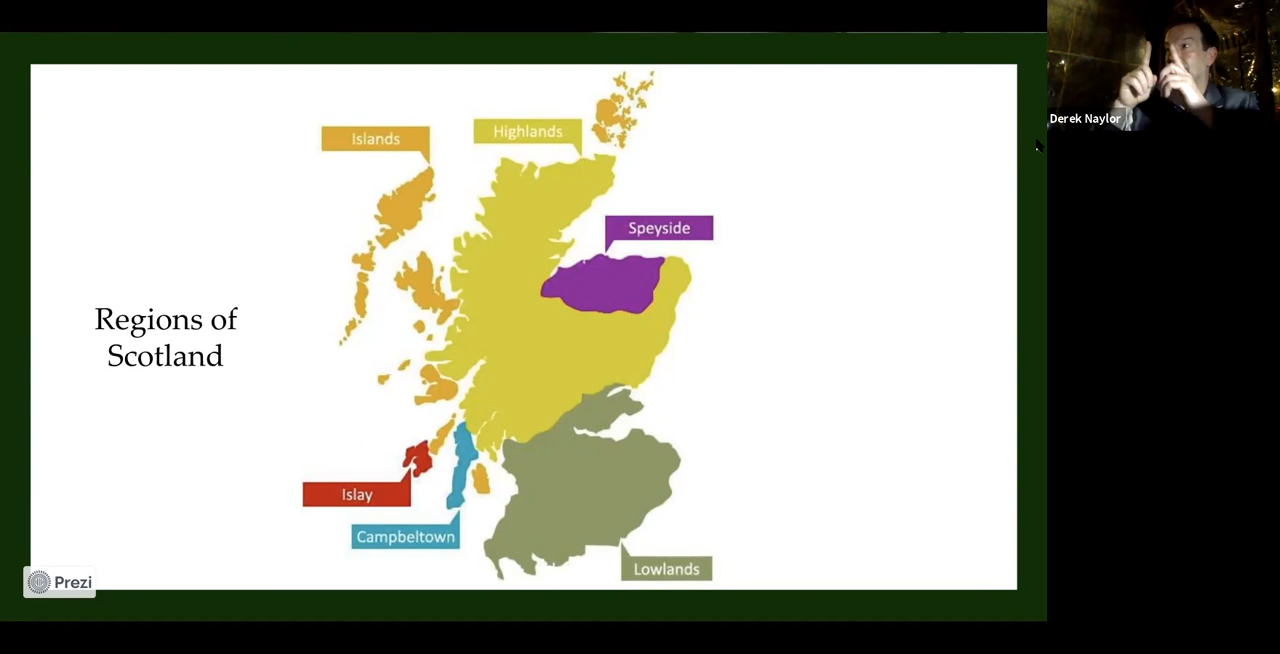 Islands
Highlands
Speyside
Regions of
Scotland
Islay
Campbeltown
Lowlands
Prezi
Derek Naylor